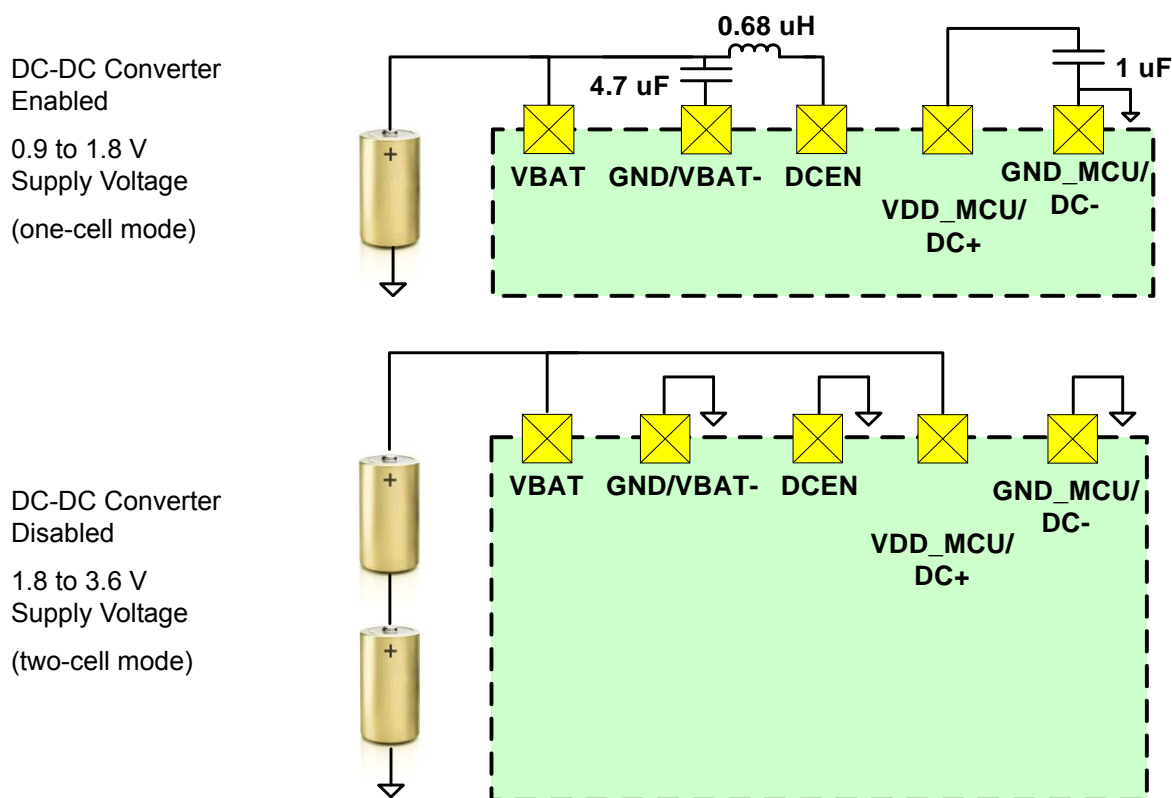 0.68 uH
DC-DC Converter
Enabled
4.7 uF
1 uF
0.9 to 1.8 V
Supply Voltage
(one-cell mode)
+
VBAT
GND/VBAT-
DCEN
VDD_MCU/
DC+
GND_MCU/
DC-
DC-DC Converter
Disabled
1.8 to 3.6 V
Supply Voltage
(two-cell mode)
+
+
VBAT
GND/VBAT-
DCEN
VDD_MCU/
DC+
GND_MCU/
DC-